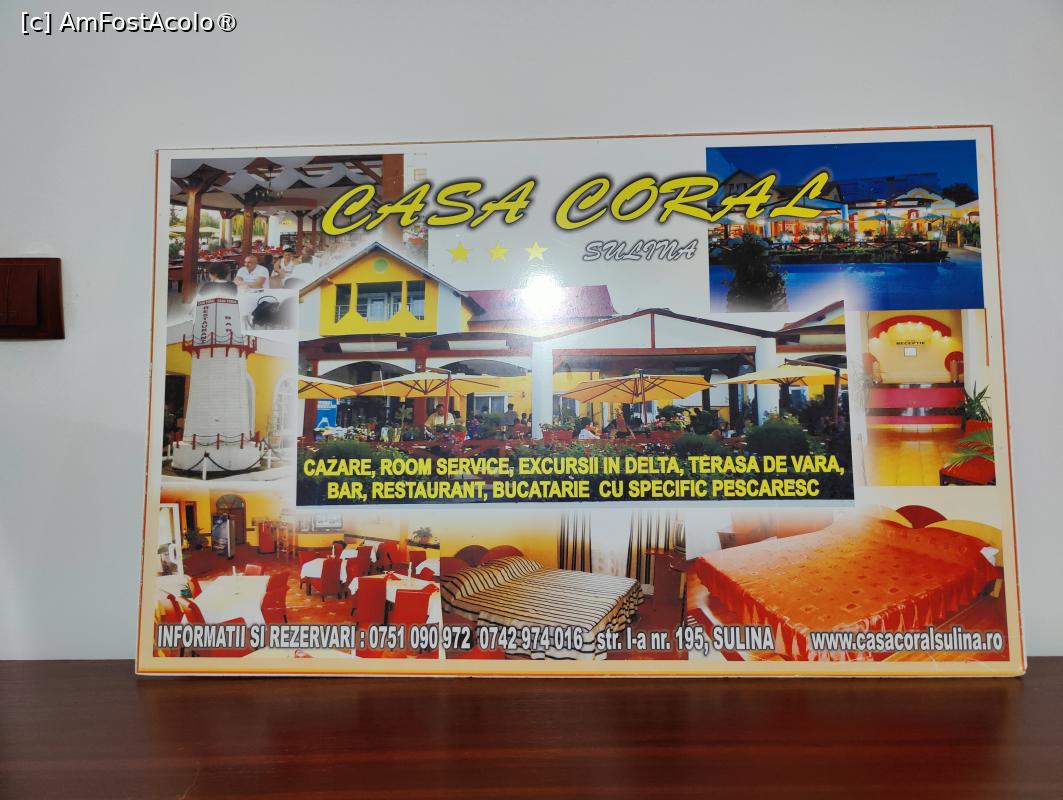 [c] AmFostAcolo®
CASA CORAL
SULINA
RESTAURANT
BAR
RECEPTIE
CAZARE, ROOM SERVICE, EXCURSII IN DELTA, TERASA DE VARA,
BAR, RESTAURANT, BUCATARIE CU SPECIFIC PESCARESC
INFORMATII SI REZERVARI : 0751 090 972 0742 974 016 str. I-a nr. 195, SULINA www.casacoralsulina.ro